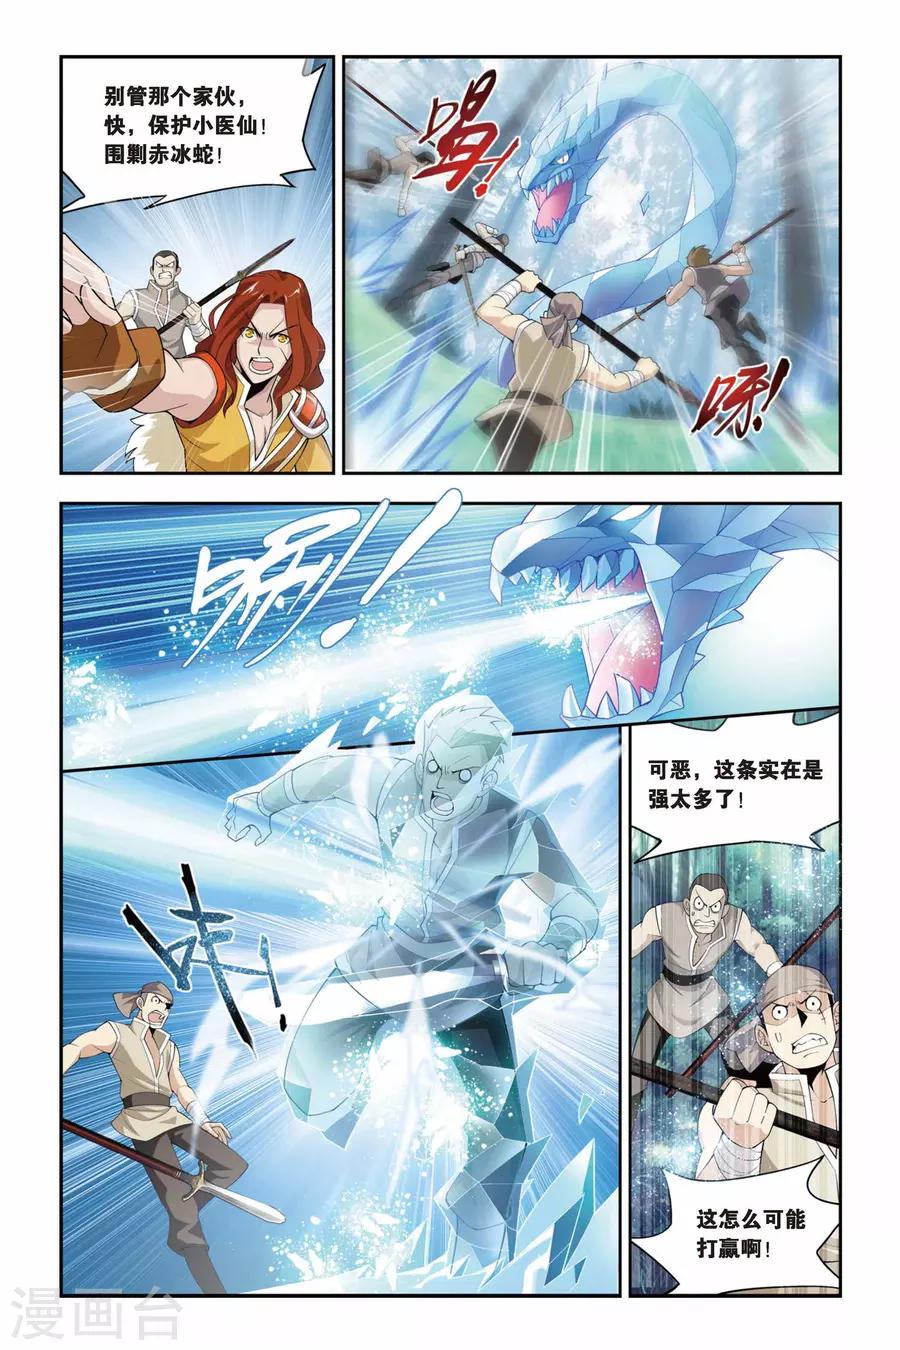 别管那个家伙，
快，保护小医仙！
围剿赤冰蛇！
喝！
呀！
唰！！
咔！
可恶，这条实在是
强太多了！
这怎么可能
打赢啊！
漫画台